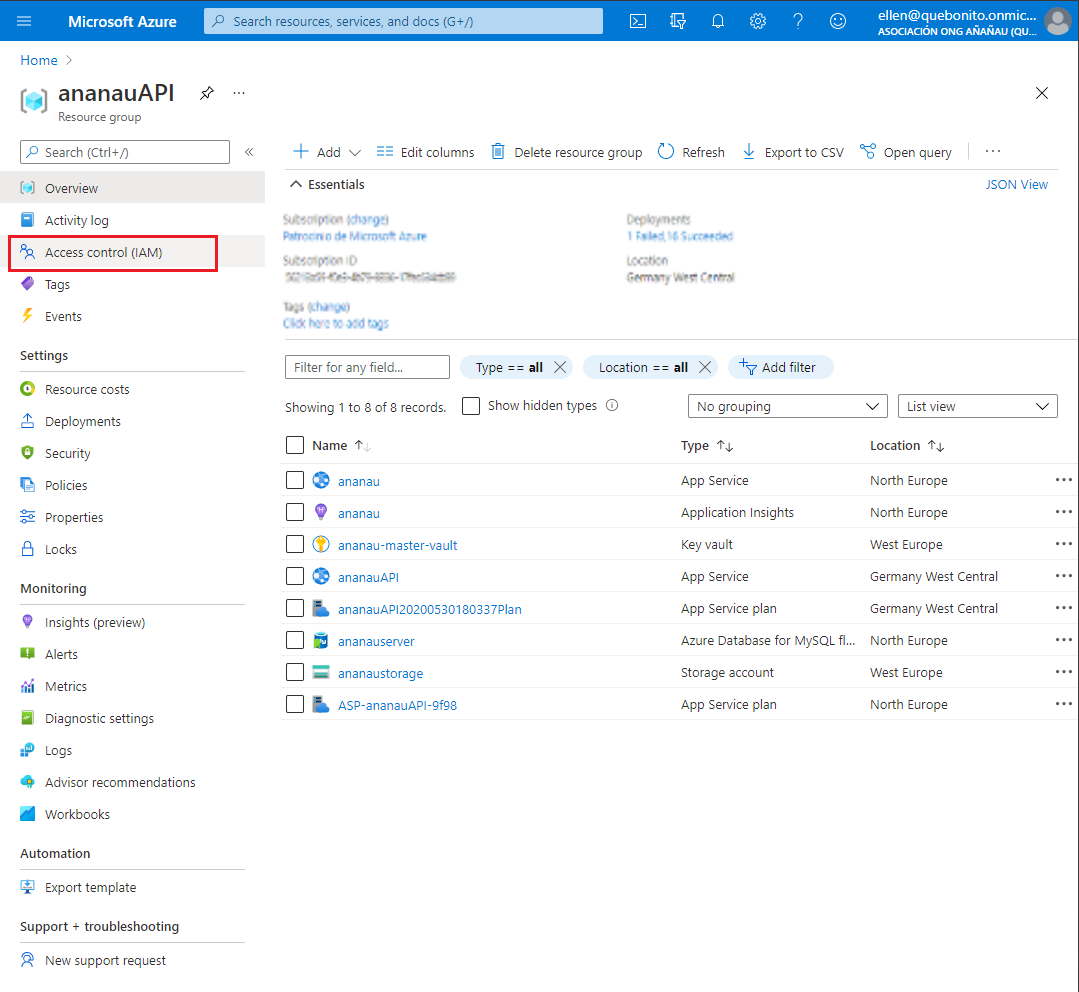 Microsoft Azure
Search resources, services, and docs (G+/)
ellen@quebonito.onmic...
ASOCIACIÓN ONG AÑAÑAU (QU...
Home
ananauAPI
Resource group
Search (Ctrl+/)
Overview
Activity log
Access control (IAM)
Tags
Events
Settings
Resource costs
Deployments
Security
Policies
Properties
Locks
Monitoring
Insights (preview)
Alerts
Metrics
Diagnostic settings
Logs
Advisor recommendations
Workbooks
Automation
Export template
Support + troubleshooting
New support request
Add Edit columns Delete resource group Refresh Export to CSV Open query
Essentials JSON View
Subscription (change) Deployments
Patrocinio de Microsoft Azure 1 Failed,16 Succeeded
Subscription ID Location
Germany West Central
Tags (change)
Click here to add tags
Filter for any field... Type == all Location == all Add filter
Showing 1 to 8 of 8 records. Show hidden types No grouping List view
Name Type Location
ananau App Service North Europe
ananau Application Insights North Europe
ananau-master-vault Key vault West Europe
ananauAPI App Service Germany West Central
ananauAPI20200530180337Plan App Service plan Germany West Central
ananauserver Azure Database for MySQL fl... North Europe
ananaustorage Storage account West Europe
ASP-ananauAPI-9f98 App Service plan North Europe